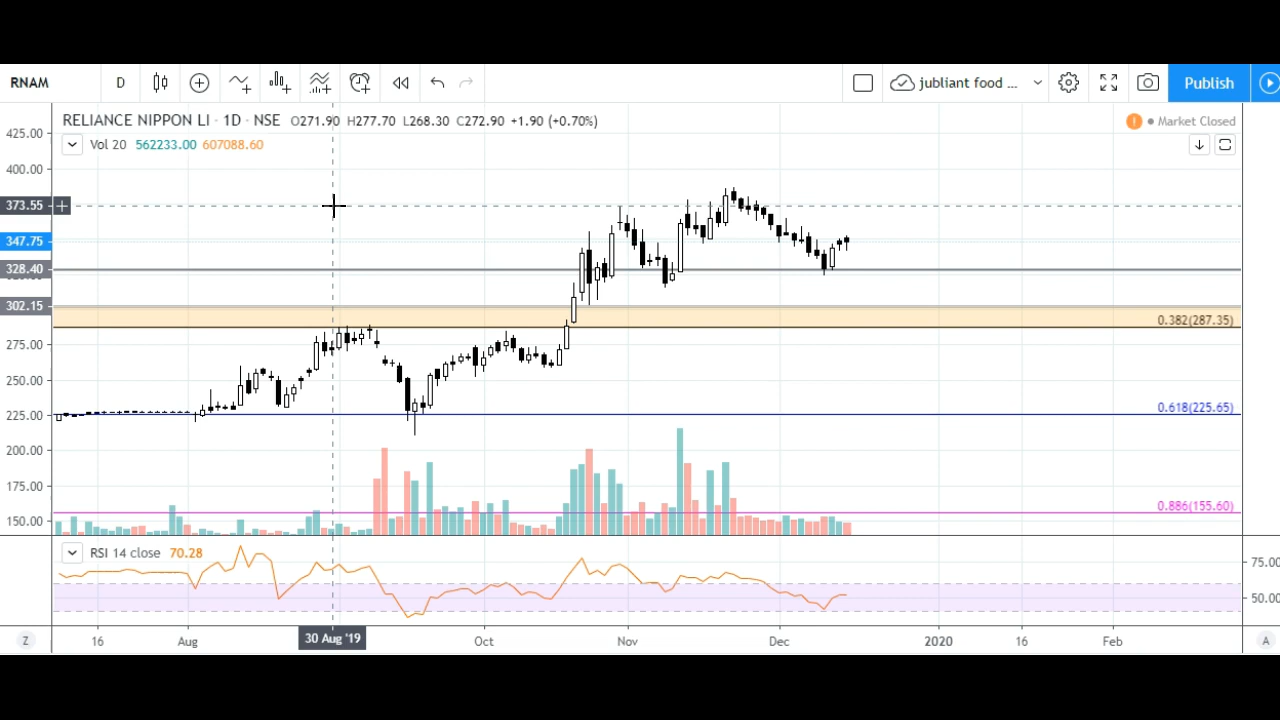 RNAM D jubliant food ... Publish
RELIANCE NIPPON LI · 1D · NSE O271.90 H277.70 L268.30 C272.90 +1.90 (+0.70%)
! Market Closed
Vol 20 562233.00 607088.60
425.00
400.00
373.55
347.75
328.40
302.15
0.382(287.35)
275.00
250.00
0.618(225.65)
225.00
200.00
175.00
0.886(155.60)
150.00
RSI 14 close 70.28
75.00
50.00
Z 16 Aug 30 Aug '19 Oct Nov Dec 2020 16 Feb A